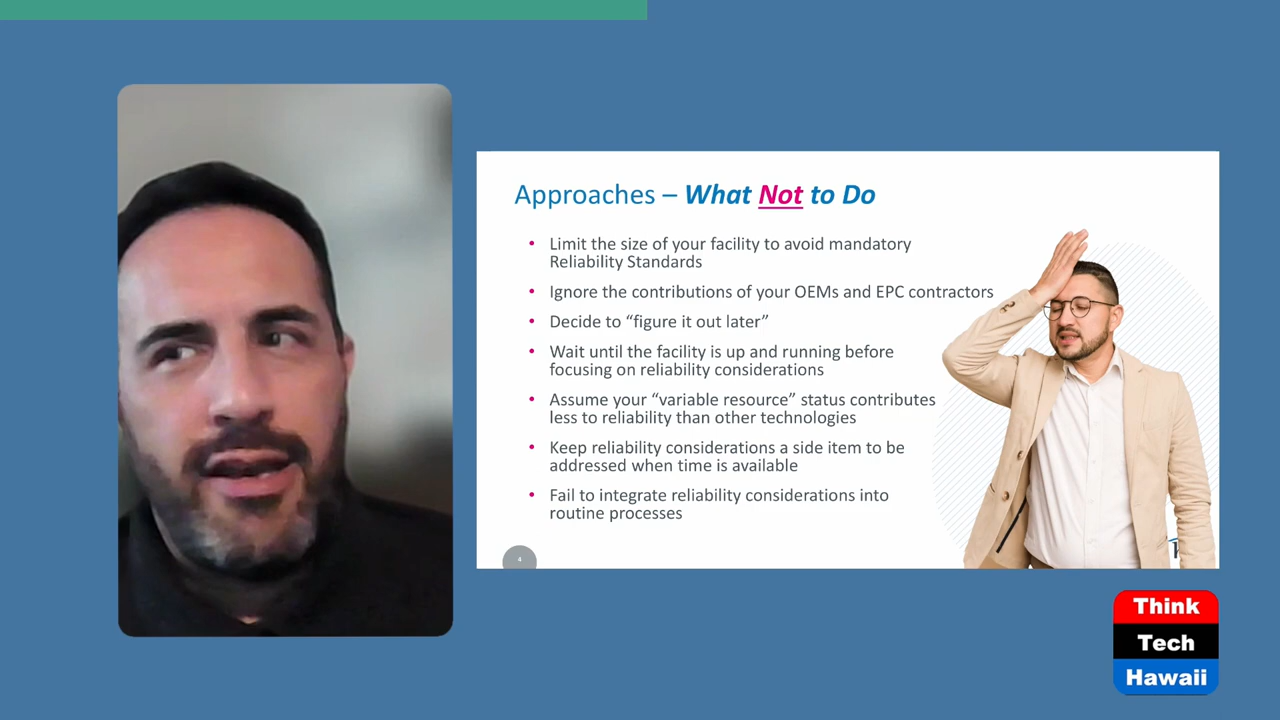 Approaches – What Not to Do
• Limit the size of your facility to avoid mandatory
Reliability Standards
• Ignore the contributions of your OEMs and EPC contractors
• Decide to “figure it out later”
• Wait until the facility is up and running before
focusing on reliability considerations
• Assume your “variable resource” status contributes
less to reliability than other technologies
• Keep reliability considerations a side item to be
addressed when time is available
• Fail to integrate reliability considerations into
routine processes
4
Think
Tech
Hawaii